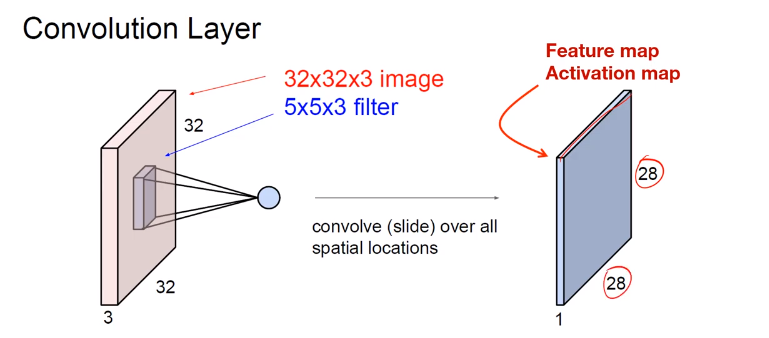 Convolution Layer
Feature map
Activation map
32x32x3 image
5x5x3 filter
32
32
3
convolve (slide) over all
spatial locations
28
28
1